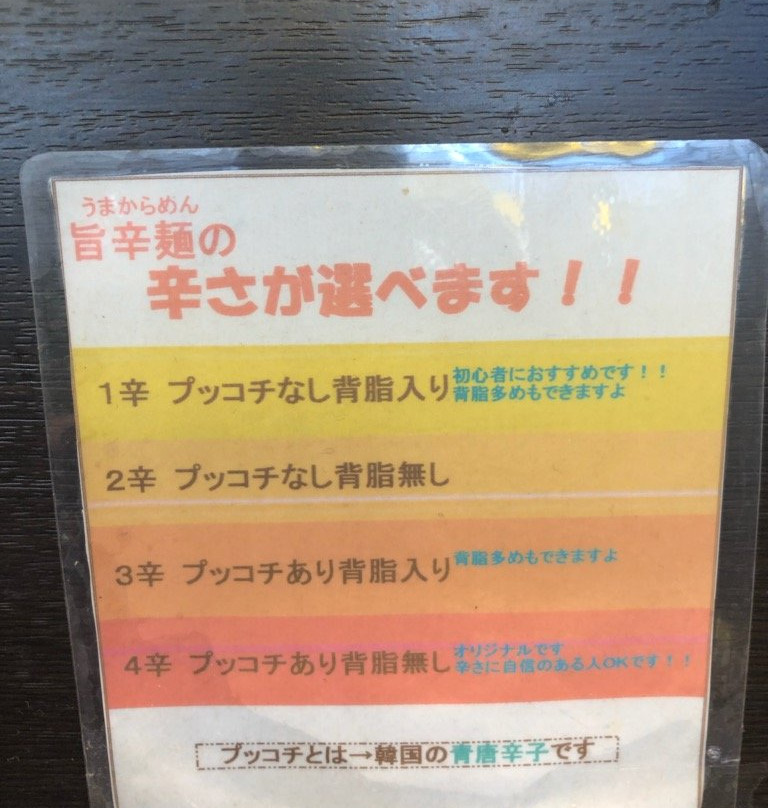 うまからめん
旨辛麺の
辛さが選べます！！
1辛 プッコチなし背脂入り
初心者におすすめです！！
背脂多めもできますよ
2辛 プッコチなし背脂無し
3辛 プッコチあり背脂入り
背脂多めもできますよ
4辛 プッコチあり背脂無し
オリジナルです
辛さに自信のある人OKです！！
プッコチとは→韓国の青唐辛子です